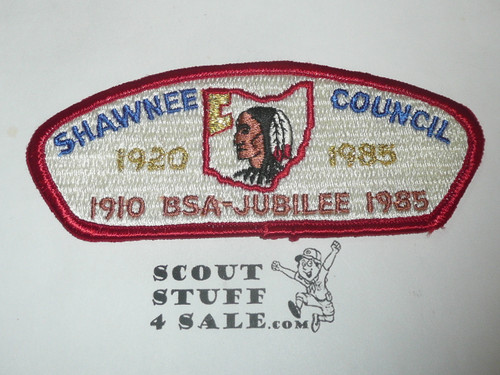 SHAWNEE COUNCIL
1920 1985
1910 BSA-JUBILEE 1985
SCOUT
STUFF
4 SALE.COM